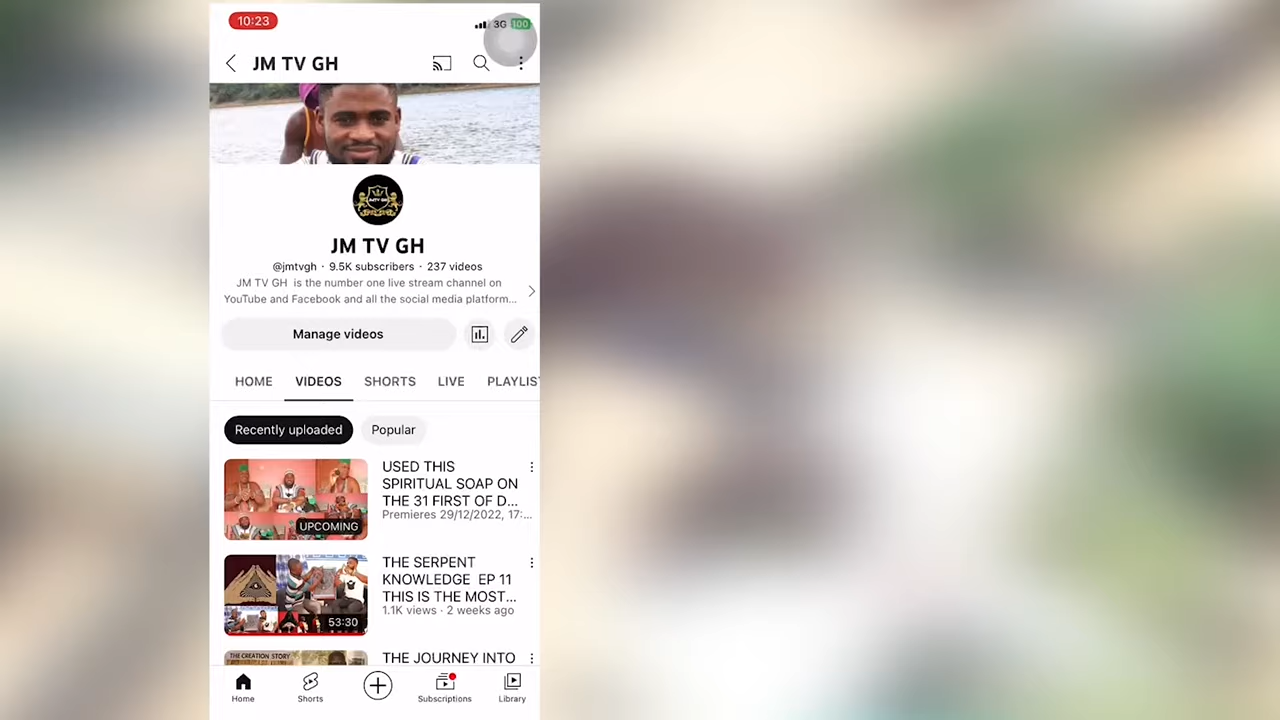 10:23
3G 100
JM TV GH
JMTV GH
JM TV GH
@jmtvgh · 9.5K subscribers · 237 videos
JM TV GH is the number one live stream channel on
YouTube and Facebook and all the social media platform...
Manage videos
HOME VIDEOS SHORTS LIVE PLAYLIST
Recently uploaded Popular
USED THIS
SPIRITUAL SOAP ON
THE 31 FIRST OF D...
Premieres 29/12/2022, 17:...
UPCOMING
THE SERPENT
KNOWLEDGE EP 11
THIS IS THE MOST...
1.1K views · 2 weeks ago
53:30
THE CREATION STORY
THE JOURNEY INTO
Home Shorts Subscriptions Library